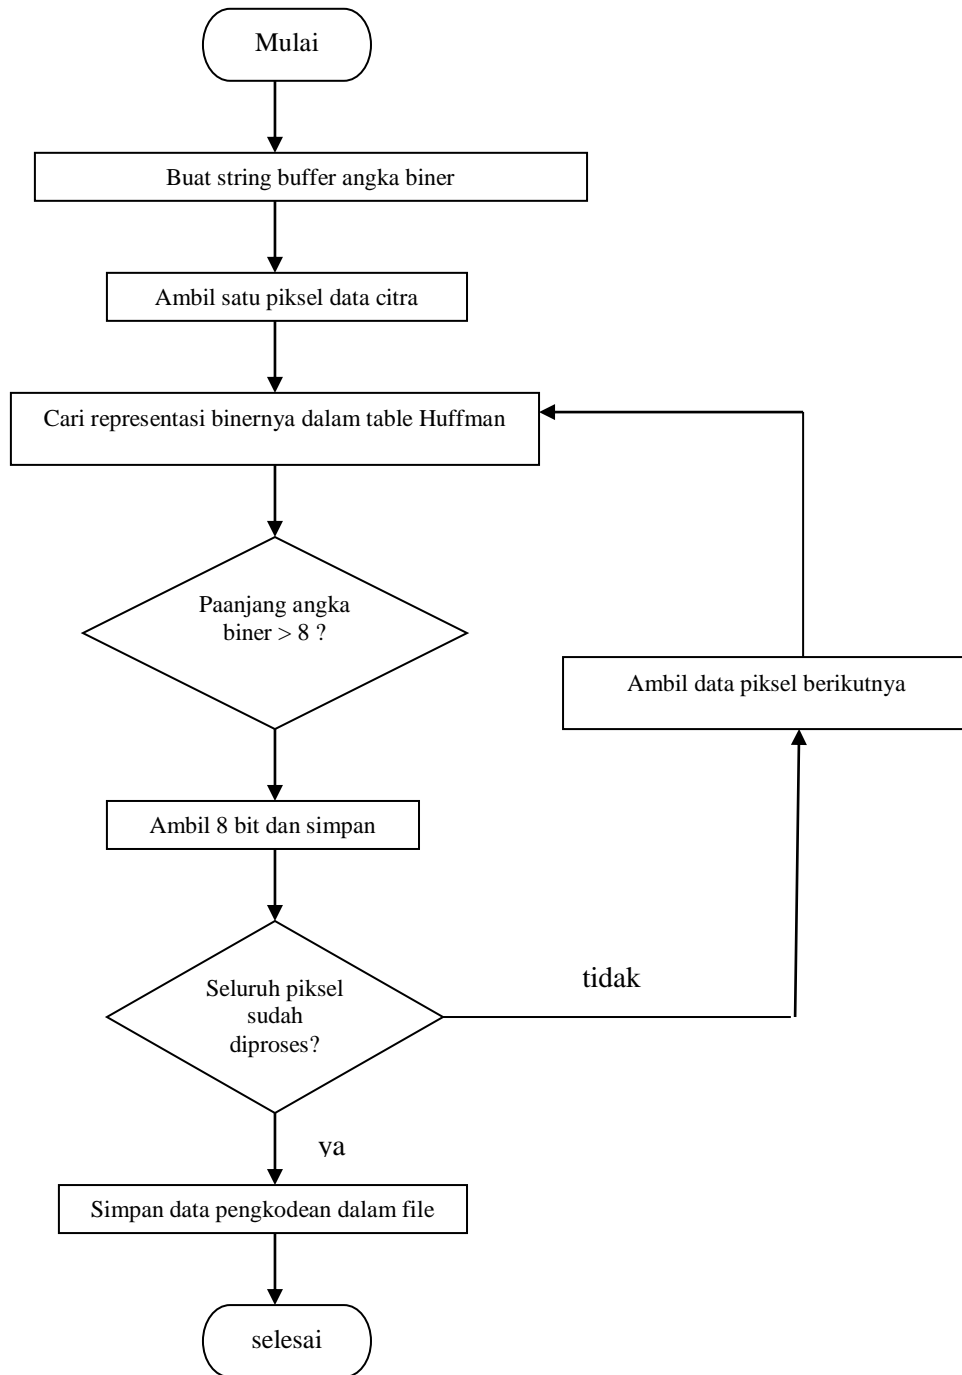 Mulai
Buat string buffer angka biner
Ambil satu piksel data citra
Cari representasi binernya dalam table Huffman
Paanjang angka
biner > 8 ?
Ambil data piksel berikutnya
Ambil 8 bit dan simpan
Seluruh piksel
sudah
diproses?
tidak
ya
Simpan data pengkodean dalam file
selesai